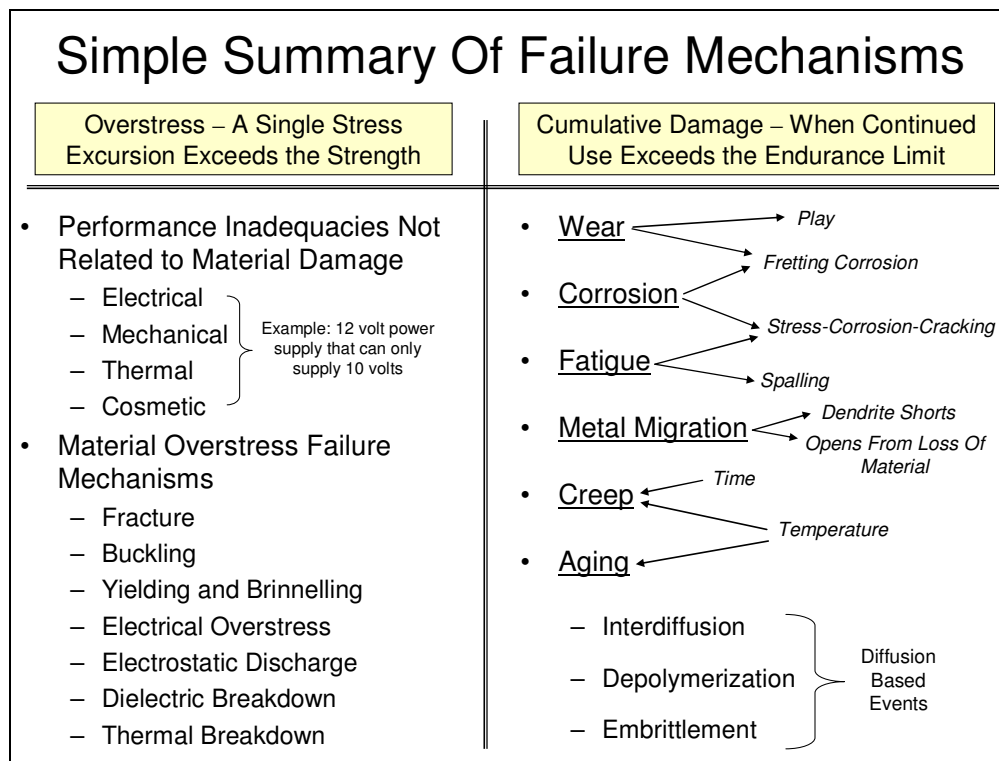 Simple Summary Of Failure Mechanisms
Overstress – A Single Stress
Excursion Exceeds the Strength
• Performance Inadequacies Not
Related to Material Damage
– Electrical
– Mechanical
– Thermal
– Cosmetic
Example: 12 volt power
supply that can only
supply 10 volts
• Material Overstress Failure
Mechanisms
– Fracture
– Buckling
– Yielding and Brinnelling
– Electrical Overstress
– Electrostatic Discharge
– Dielectric Breakdown
– Thermal Breakdown
Cumulative Damage – When Continued
Use Exceeds the Endurance Limit
• Wear
Play
Fretting Corrosion
• Corrosion
Stress-Corrosion-Cracking
• Fatigue
Spalling
• Metal Migration
Dendrite Shorts
Opens From Loss Of
Material
• Creep
Time
Temperature
• Aging
– Interdiffusion
– Depolymerization
– Embrittlement
Diffusion
Based
Events